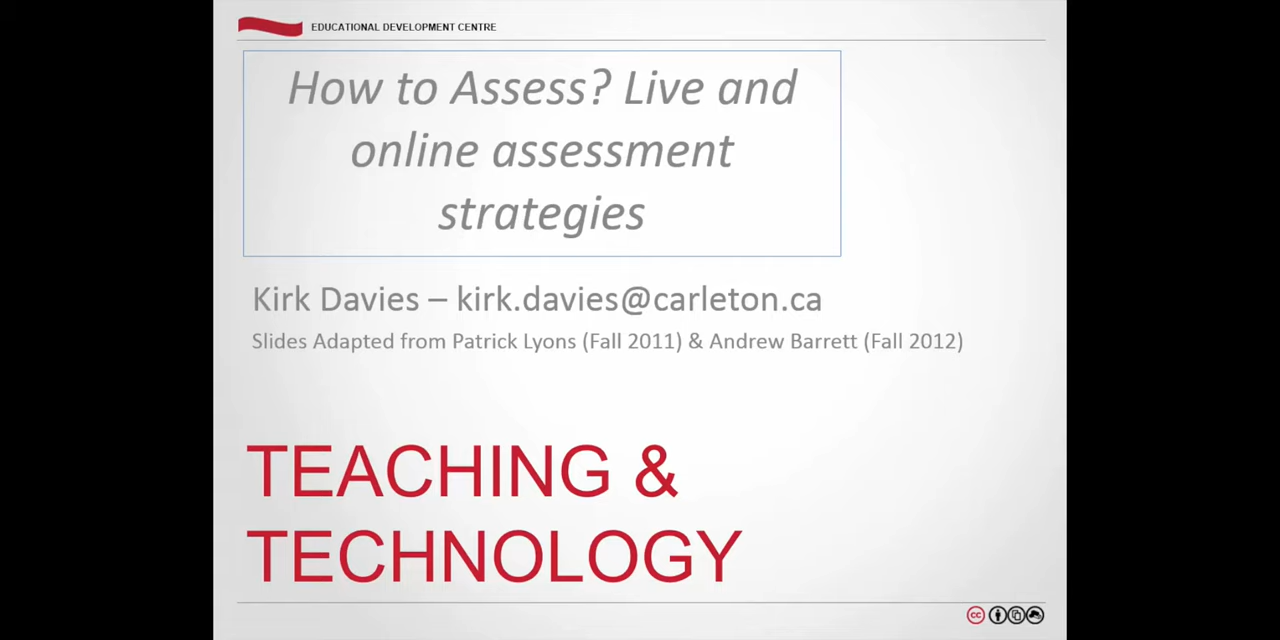 EDUCATIONAL DEVELOPMENT CENTRE
How to Assess? Live and
online assessment
strategies
Kirk Davies – kirk.davies@carleton.ca
Slides Adapted from Patrick Lyons (Fall 2011) & Andrew Barrett (Fall 2012)
TEACHING &
TECHNOLOGY
cc